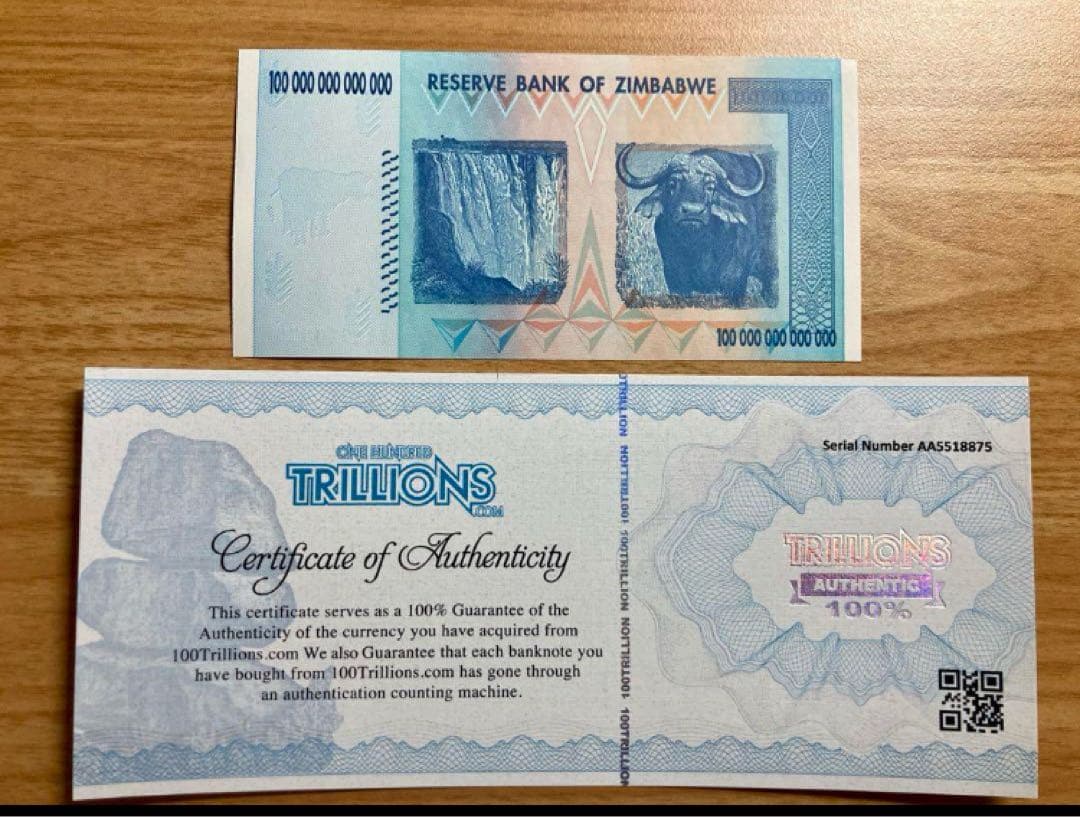 100 000 000 000 000
RESERVE BANK OF ZIMBABWE
100 000 000 000 000
ONE HUNDRED
TRILLIONS
.COM
Certificate of Authenticity
This certificate serves as a 100% Guarantee of the
Authenticity of the currency you have acquired from
100Trillions.com We also Guarantee that each banknote you
have bought from 100Trillions.com has gone through
an authentication counting machine.
100TRILLION 100TRILLION 100TRILLION
Serial Number AA5518875
TRILLIONS
AUTHENTIC
100%